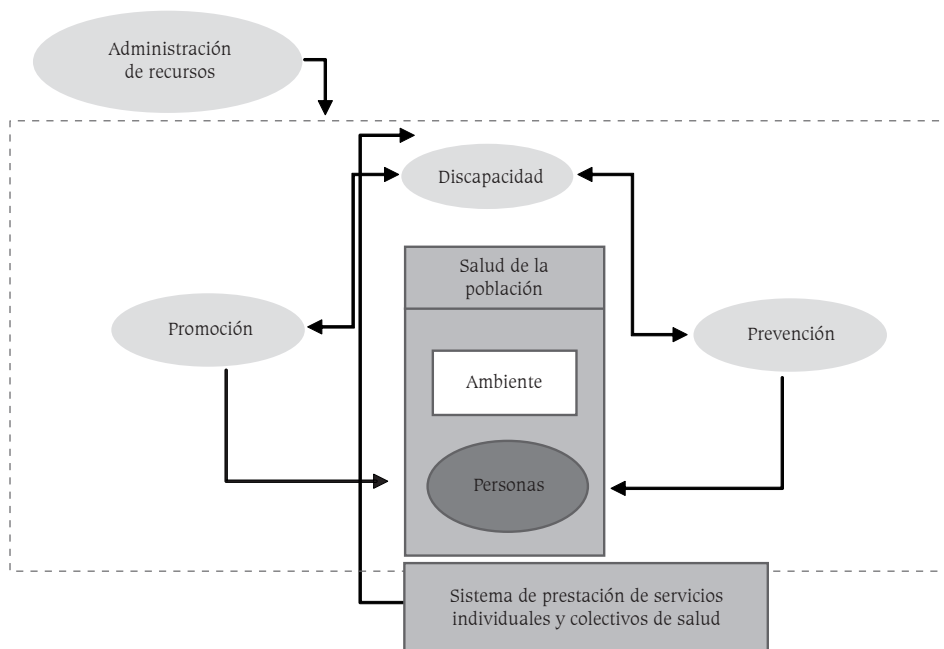 Administración
de recursos
Discapacidad
Salud de la
población
Promoción
Prevención
Ambiente
Personas
Sistema de prestación de servicios
individuales y colectivos de salud